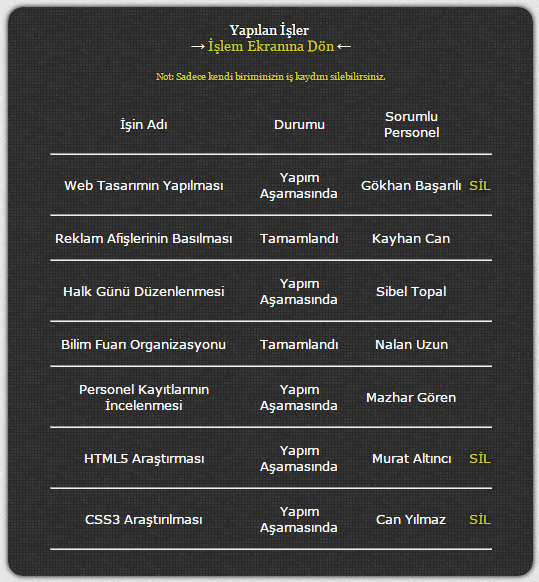 Yapılan İşler
→ İşlem Ekranına Dön ←
Not: Sadece kendi biriminizin iş kaydını silebilirsiniz.
İşin Adı Durumu Sorumlu Personel
Web Tasarımın Yapılması Yapım Aşamasında Gökhan Başarılı SİL
Reklam Afişlerinin Basılması Tamamlandı Kayhan Can
Halk Günü Düzenlenmesi Yapım Aşamasında Sibel Topal
Bilim Fuarı Organizasyonu Tamamlandı Nalan Uzun
Personel Kayıtlarının İncelenmesi Yapım Aşamasında Mazhar Gören
HTML5 Araştırması Yapım Aşamasında Murat Altıncı SİL
CSS3 Araştırılması Yapım Aşamasında Can Yılmaz SİL